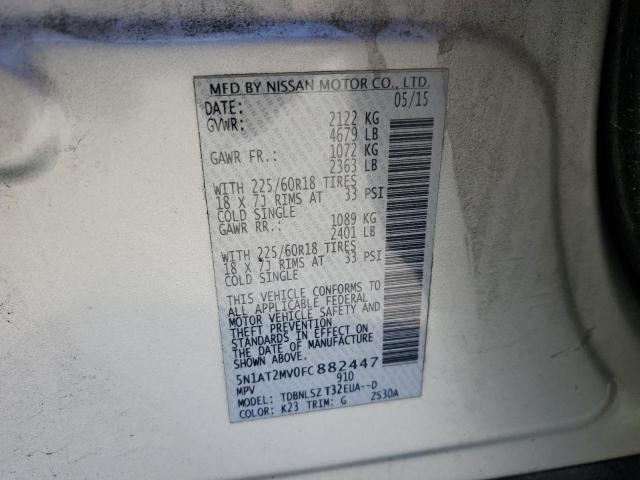 MFD BY NISSAN MOTOR CO., LTD.
DATE: 05/15
GVWR: 2122 KG
4679 LB
GAWR FR.: 1072 KG
2363 LB
WITH 225/60R18 TIRES
18 X 7J RIMS AT 33 PSI
COLD SINGLE
GAWR RR.: 1089 KG
2401 LB
WITH 225/60R18 TIRES
18 X 7J RIMS AT 33 PSI
COLD SINGLE
THIS VEHICLE CONFORMS TO
ALL APPLICABLE FEDERAL
MOTOR VEHICLE SAFETY AND
THEFT PREVENTION
STANDARDS IN EFFECT ON
THE DATE OF MANUFACTURE
SHOWN ABOVE.
5N1AT2MV0FC882447
MPV 910
MODEL: TDBNLSZ T32EUA--D
COLOR: K23 TRIM: G ZS30A